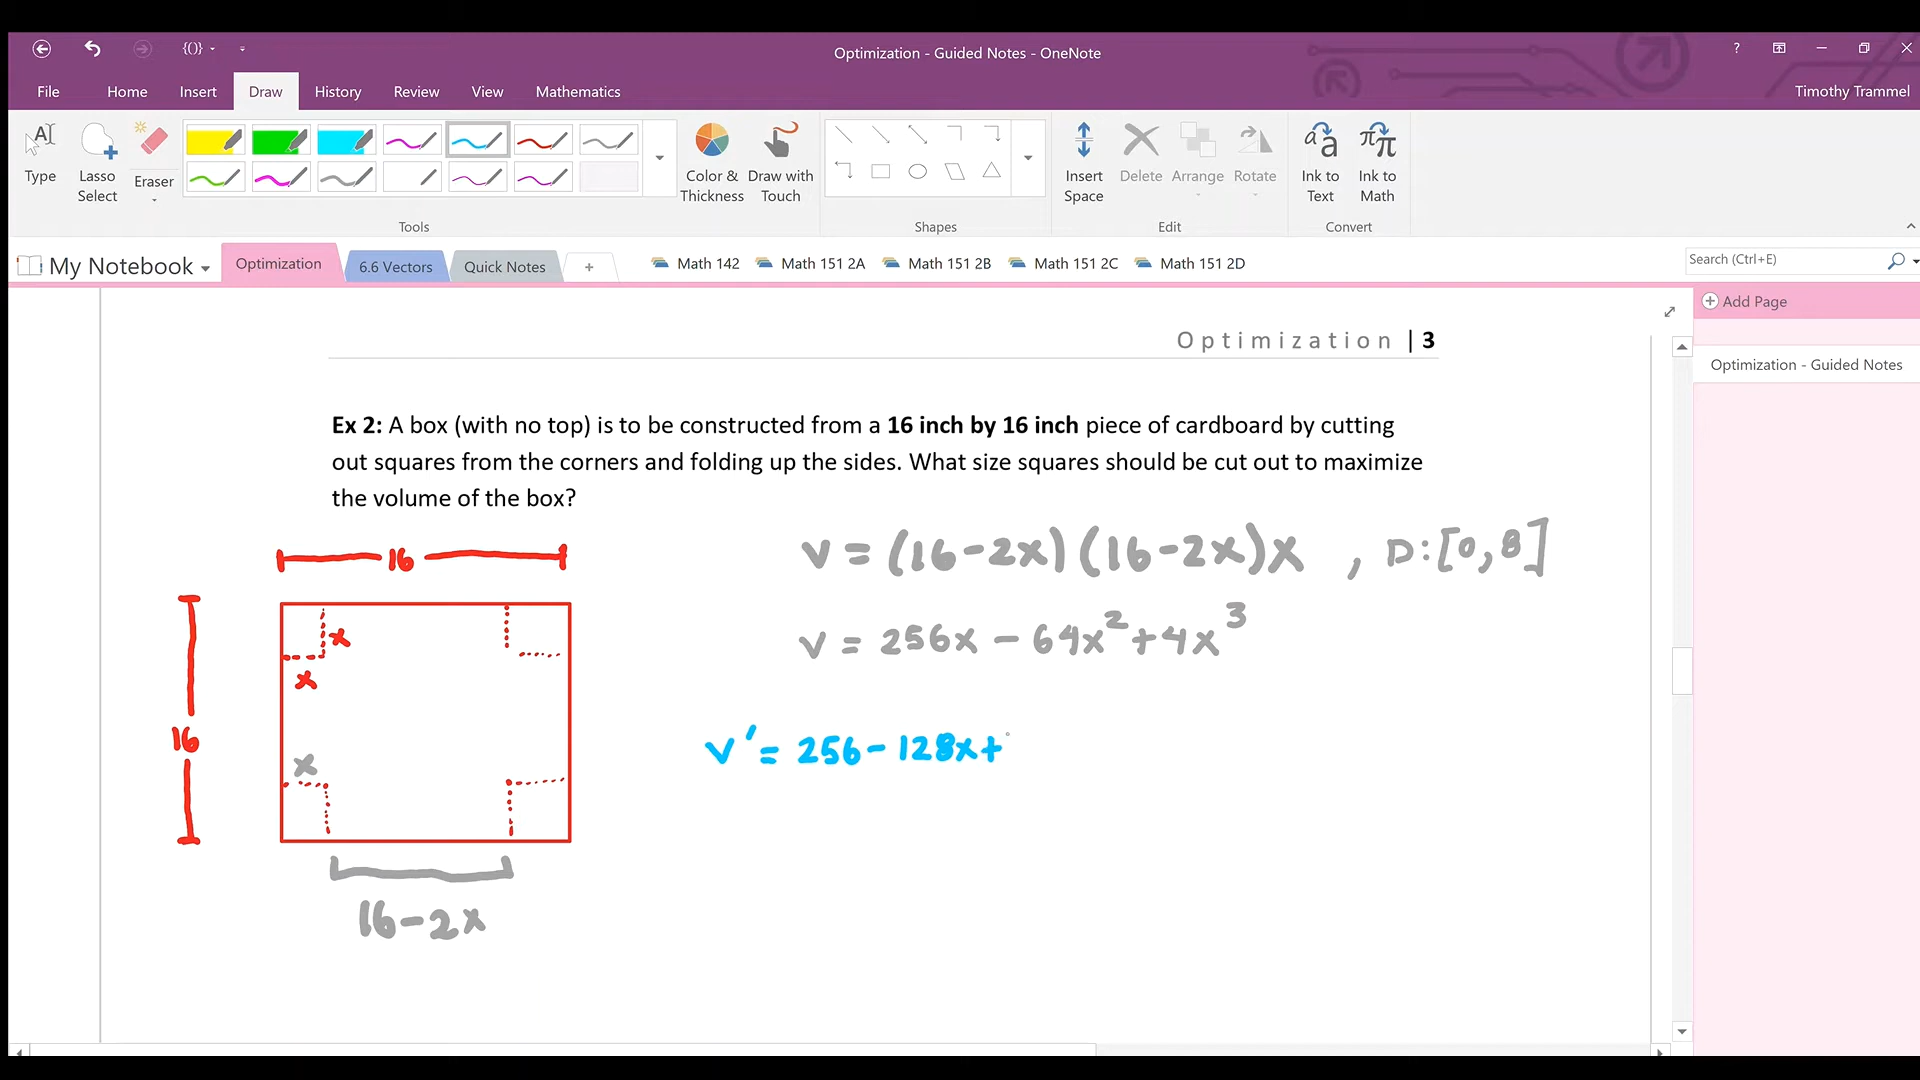 {()}
Optimization - Guided Notes - OneNote
?
File Home Insert Draw History Review View Mathematics
Timothy Trammel
Type
Lasso Select
Eraser
Color & Thickness
Draw with Touch
Insert Space
Delete
Arrange
Rotate
Ink to Text
Ink to Math
Tools
Shapes
Edit
Convert
My Notebook
Optimization
6.6 Vectors
Quick Notes
+
Math 142
Math 151 2A
Math 151 2B
Math 151 2C
Math 151 2D
Search (Ctrl+E)
Add Page
Optimization - Guided Notes
Optimization | 3
Ex 2: A box (with no top) is to be constructed from a 16 inch by 16 inch piece of cardboard by cutting
out squares from the corners and folding up the sides. What size squares should be cut out to maximize
the volume of the box?
V = (16-2x)(16-2x)x , D:[0,8]
V = 256x - 64x² + 4x³
V' = 256 - 128x +
16
16
x
x
x
16-2x